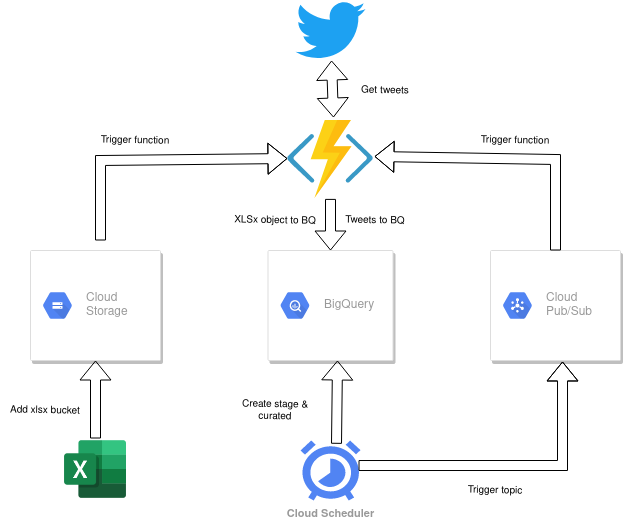 Get tweets
Trigger function
Trigger function
XLSx object to BQ
Tweets to BQ
Cloud
Storage
BigQuery
Cloud
Pub/Sub
Add xlsx bucket
Create stage &
curated
X
Trigger topic
Cloud Scheduler